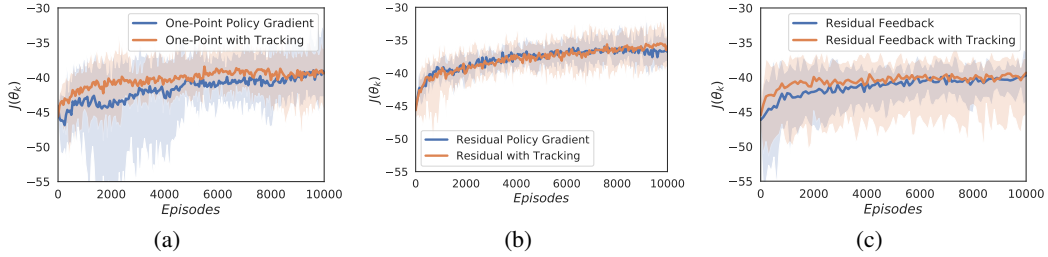 −30
−35
−40
−45
−50
−55
J(θk)
One-Point Policy Gradient
One-Point with Tracking
0 2000 4000 6000 8000 10000
Episodes
(a)
−30
−35
−40
−45
−50
−55
J(θk)
Residual Policy Gradient
Residual with Tracking
0 2000 4000 6000 8000 10000
Episodes
(b)
−30
−35
−40
−45
−50
−55
J(θk)
Residual Feedback
Residual Feedback with Tracking
0 2000 4000 6000 8000 10000
Episodes
(c)